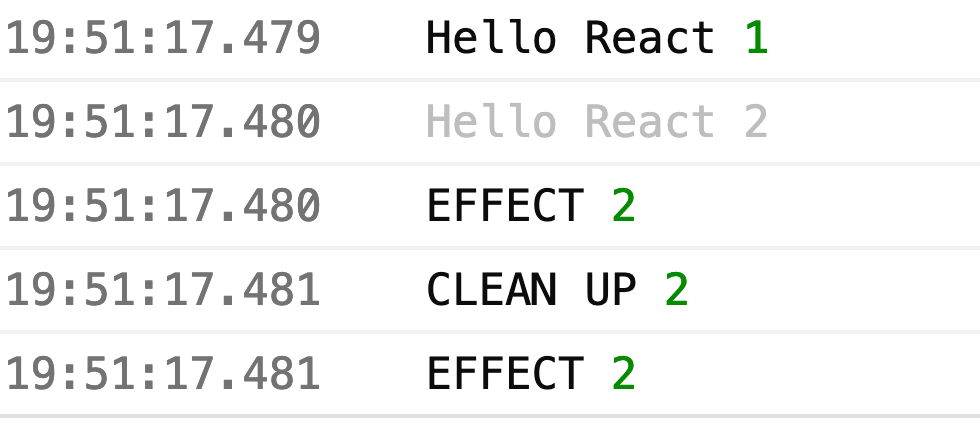 19:51:17.479 Hello React 1
19:51:17.480 Hello React 2
19:51:17.480 EFFECT 2
19:51:17.481 CLEAN UP 2
19:51:17.481 EFFECT 2